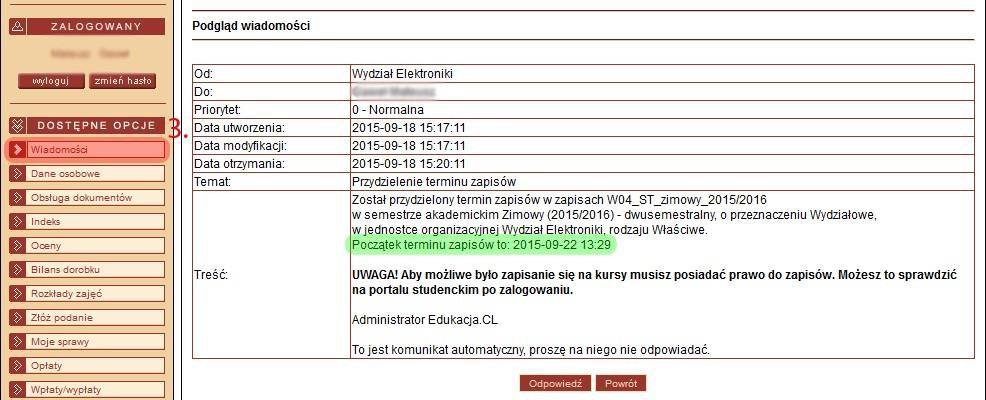 ZALOGOWANY
wyloguj
zmień hasło
DOSTĘPNE OPCJE
3.
Wiadomości
Dane osobowe
Obsługa dokumentów
Indeks
Oceny
Bilans dorobku
Rozkłady zajęć
Złóż podanie
Moje sprawy
Opłaty
Wpłaty/wypłaty
Podgląd wiadomości
Od: Wydział Elektroniki
Do:
Priorytet: 0 - Normalna
Data utworzenia: 2015-09-18 15:17:11
Data modyfikacji: 2015-09-18 15:17:11
Data otrzymania: 2015-09-18 15:20:11
Temat: Przydzielenie terminu zapisów
Treść:
Został przydzielony termin zapisów w zapisach W04_ST_zimowy_2015/2016
w semestrze akademickim Zimowy (2015/2016) - dwusemestralny, o przeznaczeniu Wydziałowe,
w jednostce organizacyjnej Wydział Elektroniki, rodzaju Właściwe.
Początek terminu zapisów to: 2015-09-22 13:29
UWAGA! Aby możliwe było zapisanie się na kursy musisz posiadać prawo do zapisów. Możesz to sprawdzić
na portalu studenckim po zalogowaniu.
Administrator Edukacja.CL
To jest komunikat automatyczny, proszę na niego nie odpowiadać.
Odpowiedź
Powrót